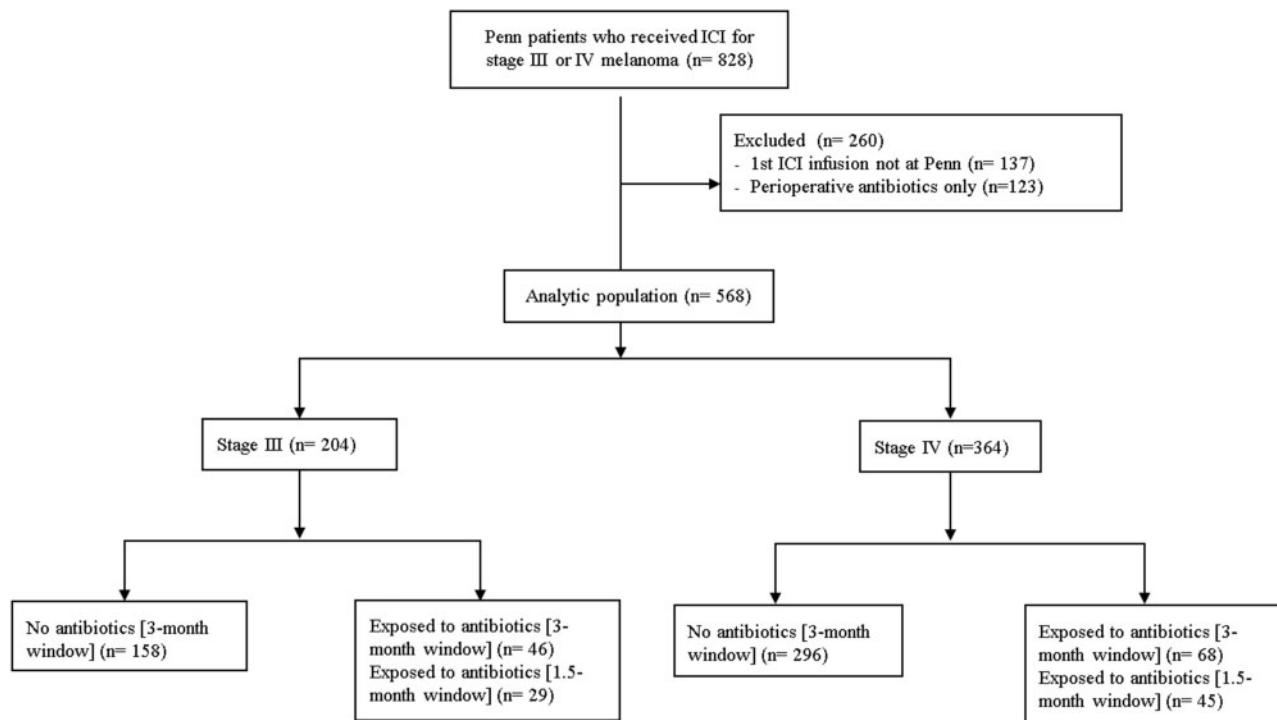 Penn patients who received ICI for
stage III or IV melanoma (n= 828)
Excluded (n= 260)
- 1st ICI infusion not at Penn (n= 137)
- Perioperative antibiotics only (n=123)
Analytic population (n= 568)
Stage III (n= 204)
Stage IV (n=364)
No antibiotics [3-month
window] (n= 158)
Exposed to antibiotics [3-
month window] (n= 46)
Exposed to antibiotics [1.5-
month window] (n= 29)
No antibiotics [3-month
window] (n= 296)
Exposed to antibiotics [3-
month window] (n= 68)
Exposed to antibiotics [1.5-
month window] (n= 45)